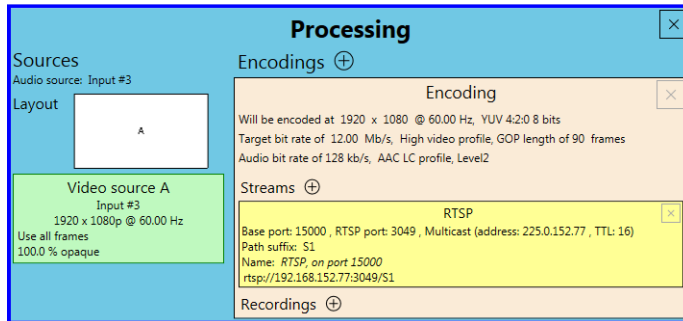 Processing
Sources
Audio source: Input #3
Layout
A
Video source A
Input #3
1920 x 1080p @ 60.00 Hz
Use all frames
100.0 % opaque
Encodings
Encoding
Will be encoded at 1920 x 1080 @ 60.00 Hz, YUV 4:2:0 8 bits
Target bit rate of 12.00 Mb/s, High video profile, GOP length of 90 frames
Audio bit rate of 128 kb/s, AAC LC profile, Level2
Streams
RTSP
Base port: 15000 , RTSP port: 3049 , Multicast (address: 225.0.152.77 , TTL: 16)
Path suffix: S1
Name: RTSP, on port 15000
rtsp://192.168.152.77:3049/S1
Recordings